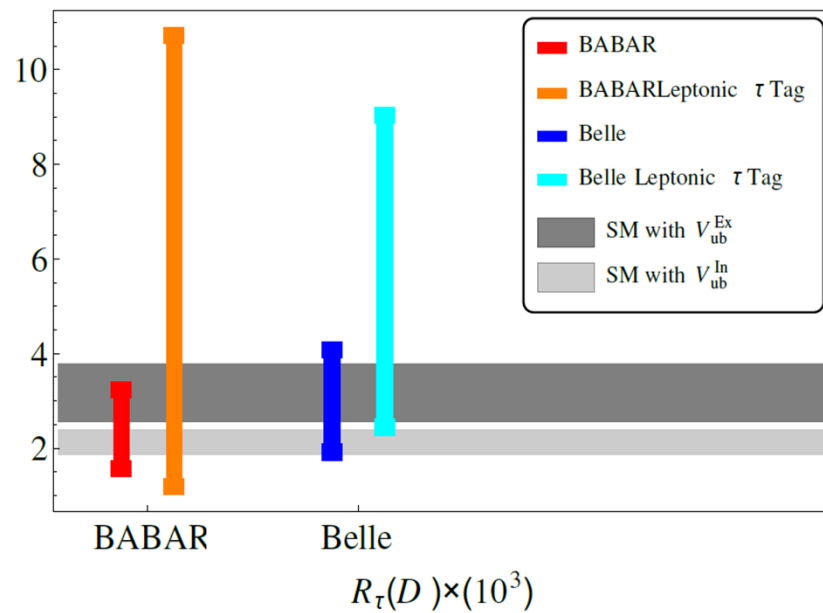 10
8
6
4
2
BABAR
BABARLeptonic τ Tag
Belle
Belle Leptonic τ Tag
SM with V_ub^Ex
SM with V_ub^In
BABAR Belle
R_τ(D )×(10^3)